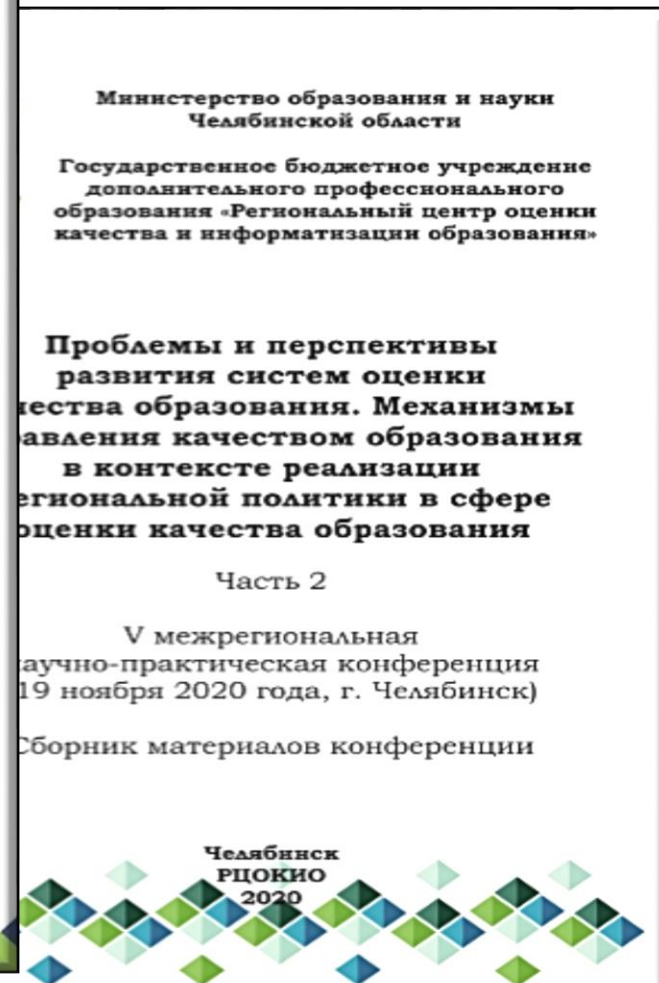 Министерство образования и науки
Челябинской области
Государственное бюджетное учреждение
дополнительного профессионального
образования «Региональный центр оценки
качества и информатизации образования»
Проблемы и перспективы
развития систем оценки
чества образования. Механизмы
авления качеством образования
в контексте реализации
егиональной политики в сфере
оценки качества образования
Часть 2
V межрегиональная
научно-практическая конференция
19 ноября 2020 года, г. Челябинск)
Сборник материалов конференции
Челябинск
РЦОКИО
2020